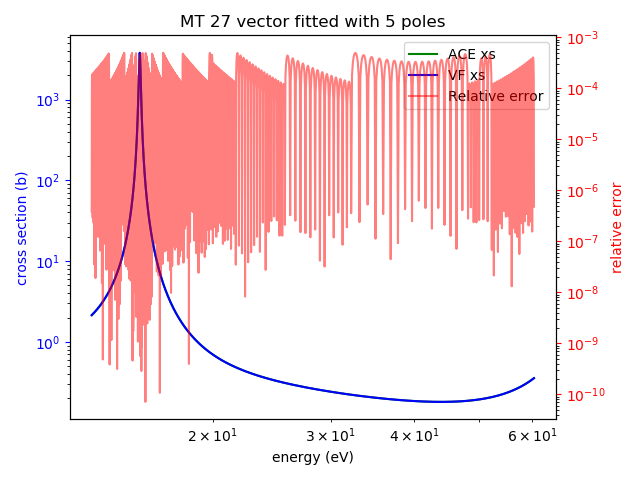 MT 27 vector fitted with 5 poles
ACE xs
VF xs
Relative error
cross section (b)
10³
10²
10¹
10⁰
relative error
10⁻³
10⁻⁴
10⁻⁵
10⁻⁶
10⁻⁷
10⁻⁸
10⁻⁹
10⁻¹⁰
2 × 10¹ 3 × 10¹ 4 × 10¹ 6 × 10¹
energy (eV)